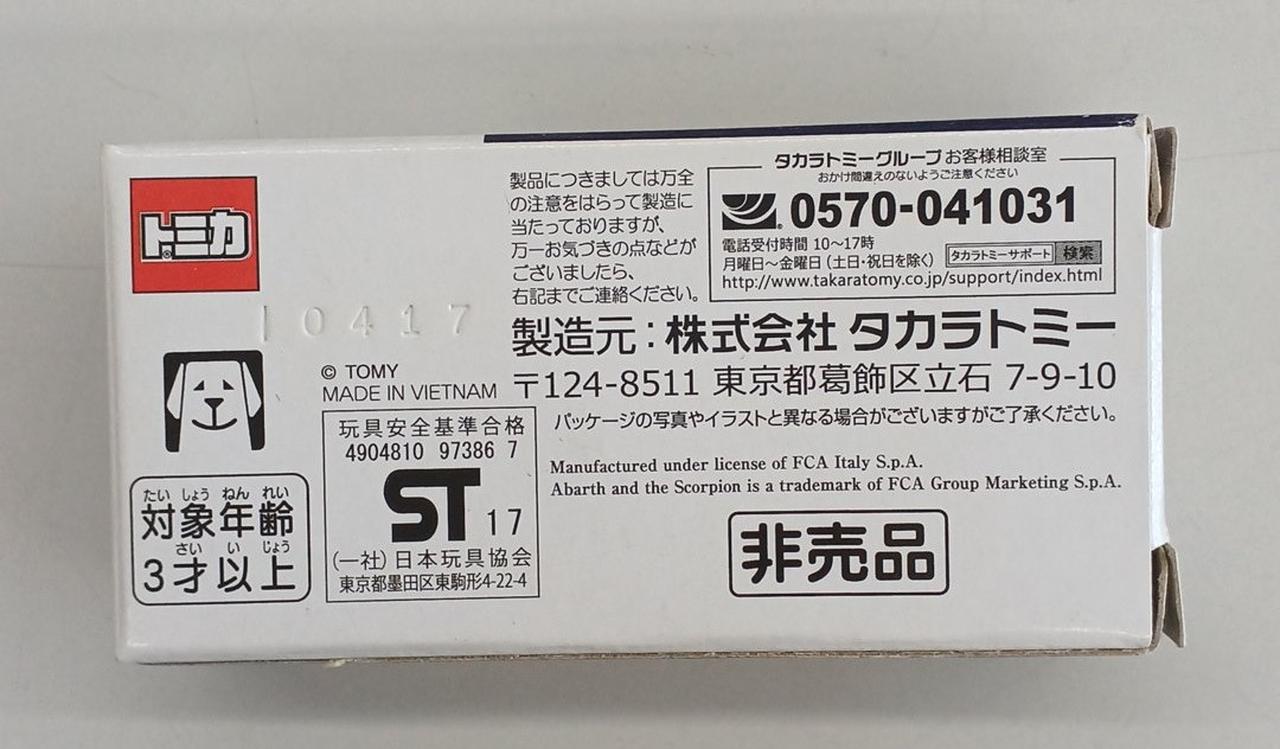 トミカ
10417
© TOMY
MADE IN VIETNAM
玩具安全基準合格
4904810 97386 7
ST 17
(一社)日本玩具協会
東京都墨田区東駒形4-22-4
たい しょう ねん れい
対象年齢
さい い じょう
3才以上
製品につきましては万全
の注意をはらって製造に
当たっておりますが、
万一お気づきの点などが
ございましたら、
右記までご連絡ください。
タカラトミーグループお客様相談室
おかけ間違えのないようご注意ください
0570-041031
電話受付時間 10〜17時
月曜日〜金曜日(土日・祝日を除く)
タカラトミーサポート 検索
http://www.takaratomy.co.jp/support/index.html
製造元:株式会社 タカラトミー
〒124-8511 東京都葛飾区立石 7-9-10
パッケージの写真やイラストと異なる場合がございますがご了承ください。
Manufactured under license of FCA Italy S.p.A.
Abarth and the Scorpion is a trademark of FCA Group Marketing S.p.A.
非売品